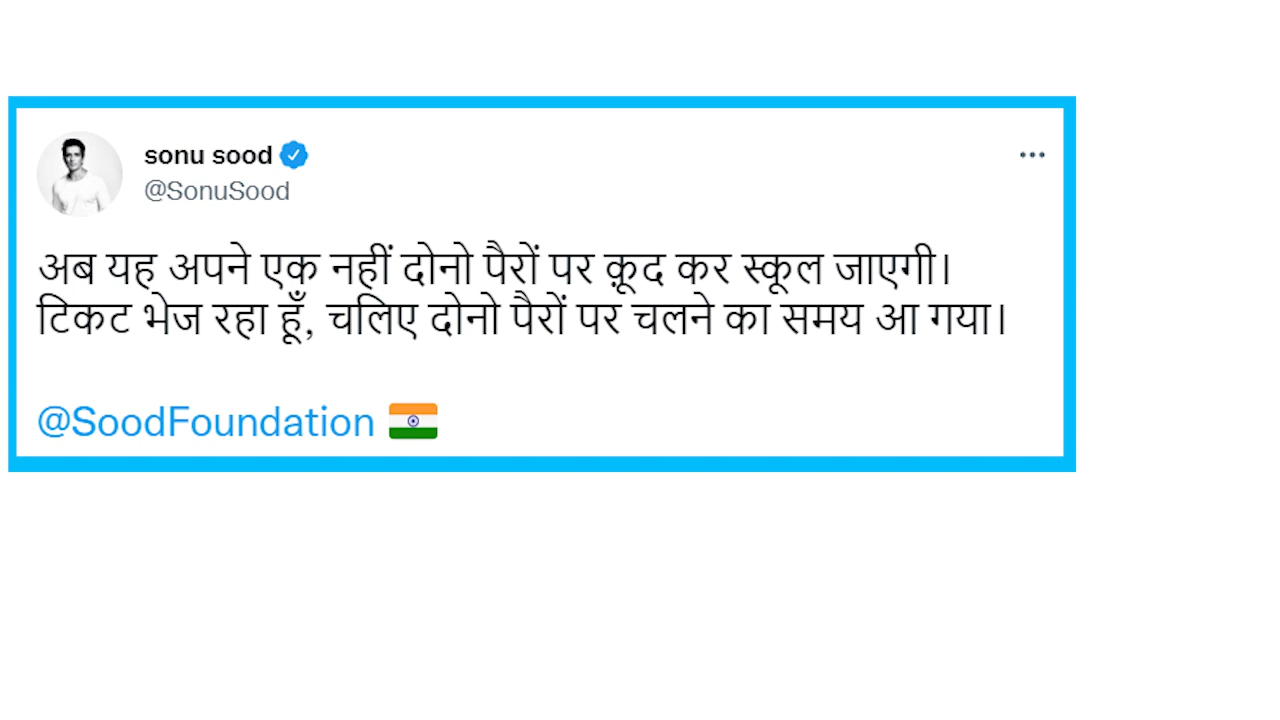 sonu sood
@SonuSood
अब यह अपने एक नहीं दोनो पैरों पर क़ूद कर स्कूल जाएगी।
टिकट भेज रहा हूँ, चलिए दोनो पैरों पर चलने का समय आ गया।
@SoodFoundation 🇮🇳